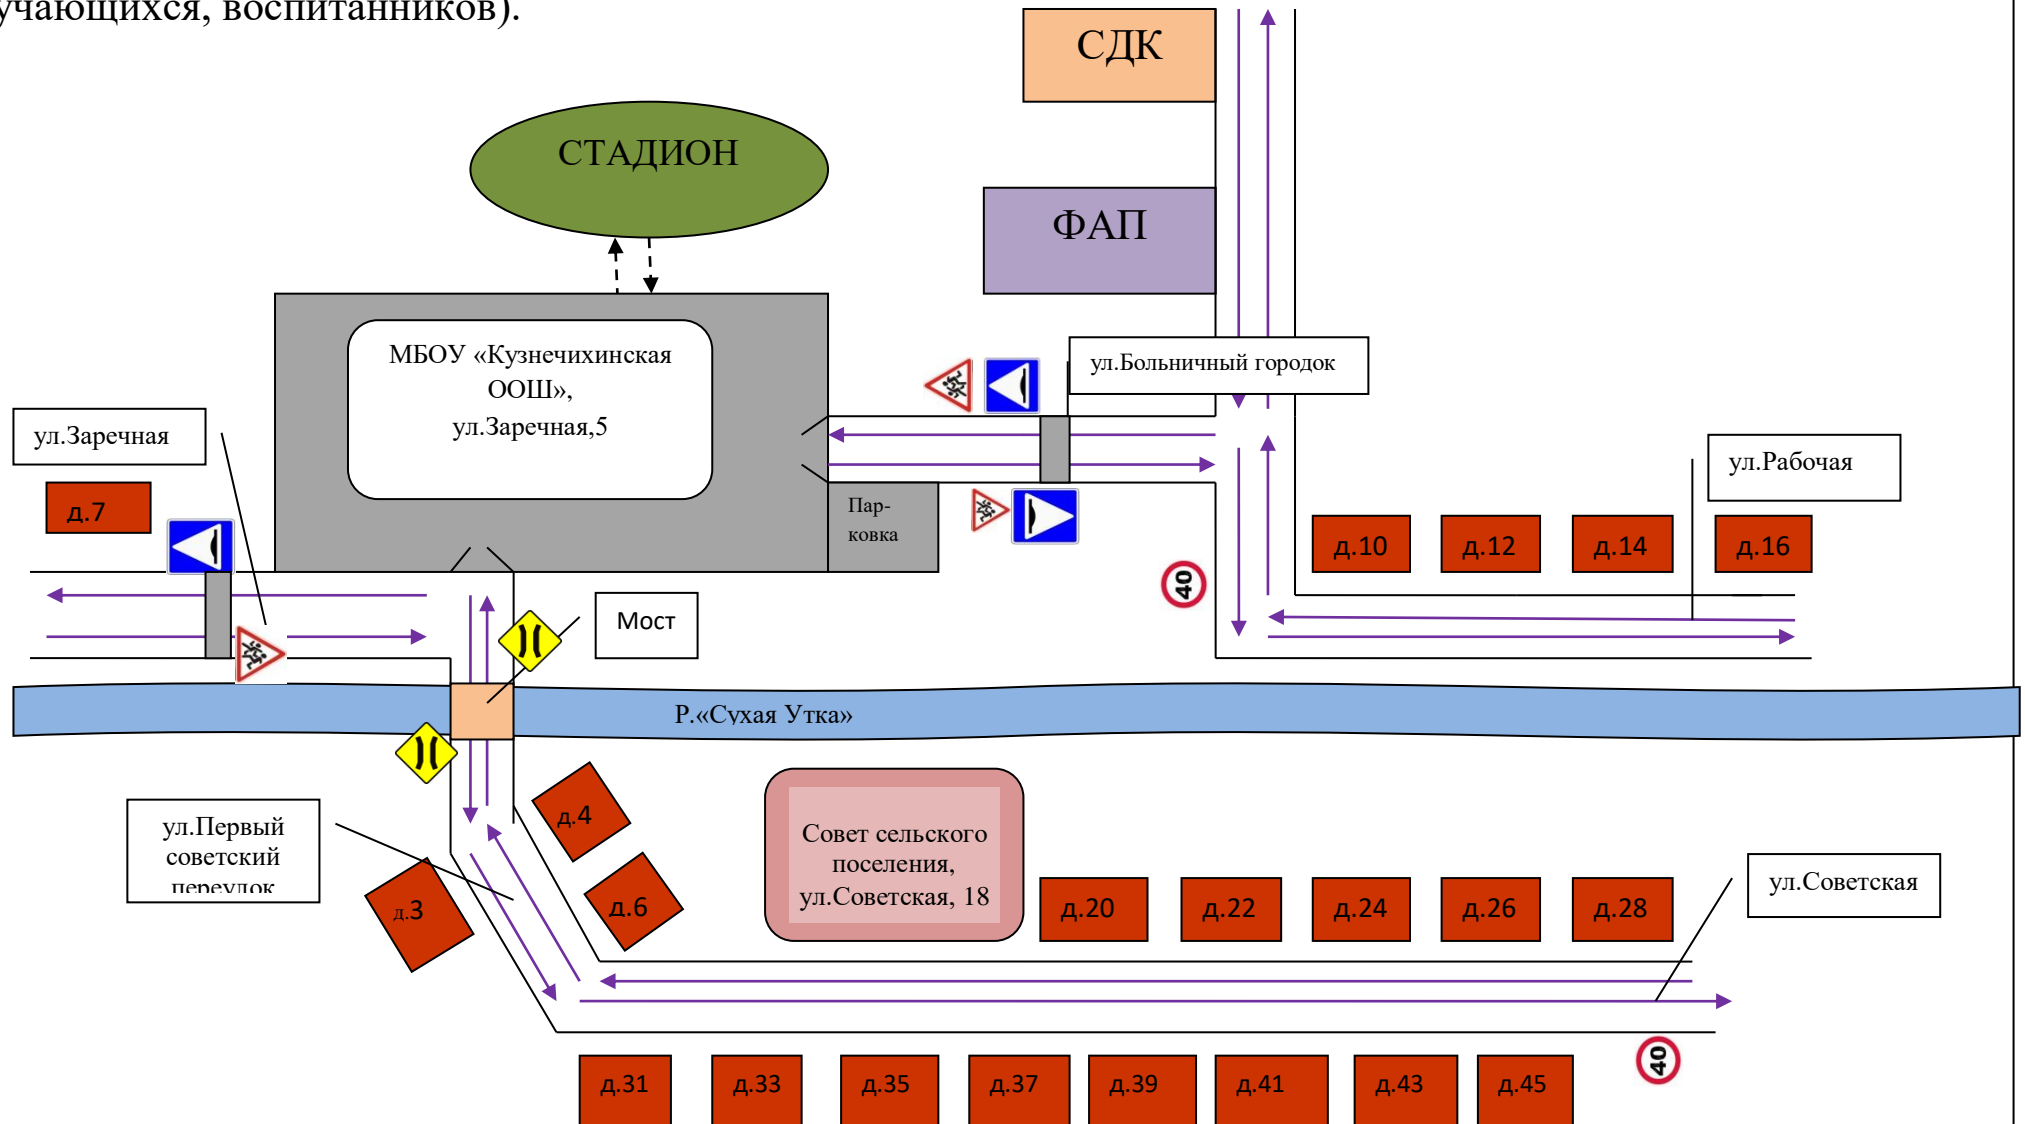 учающихся, воспитанников).
СДК
СТАДИОН
ФАП
МБОУ «Кузнечихинская
ООШ»,
ул.Заречная,5
ул.Больничный городок
ул.Заречная
ул.Рабочая
д.7
Пар-
ковка
д.10
д.12
д.14
д.16
40
Мост
Р.«Сухая Утка»
ул.Первый
советский
переулок
д.4
д.3
д.6
Совет сельского
поселения,
ул.Советская, 18
д.20
д.22
д.24
д.26
д.28
ул.Советская
40
д.31
д.33
д.35
д.37
д.39
д.41
д.43
д.45